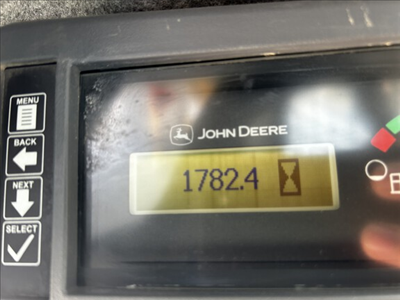 MENU
BACK
NEXT
SELECT
JOHN DEERE
1782.4